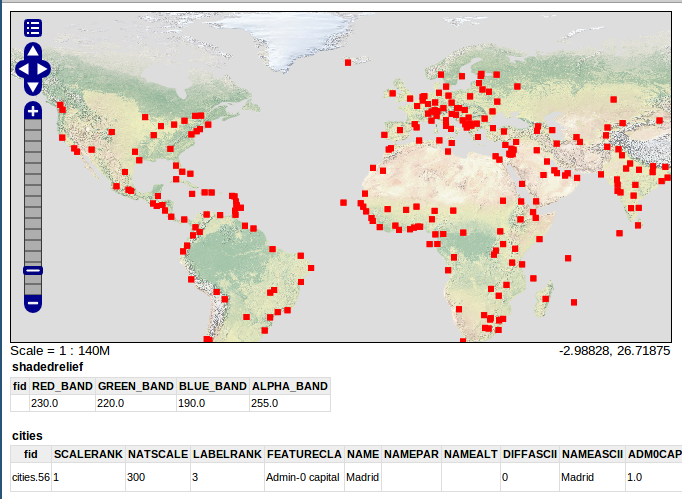 Scale = 1 : 140M -2.98828, 26.71875
shadedrelief
fid RED_BAND GREEN_BAND BLUE_BAND ALPHA_BAND
230.0 220.0 190.0 255.0
cities
fid SCALERANK NATSCALE LABELRANK FEATURECLA NAME NAMEPAR NAMEALT DIFFASCII NAMEASCII ADM0CAP
cities.56 1 300 3 Admin-0 capital Madrid 0 Madrid 1.0